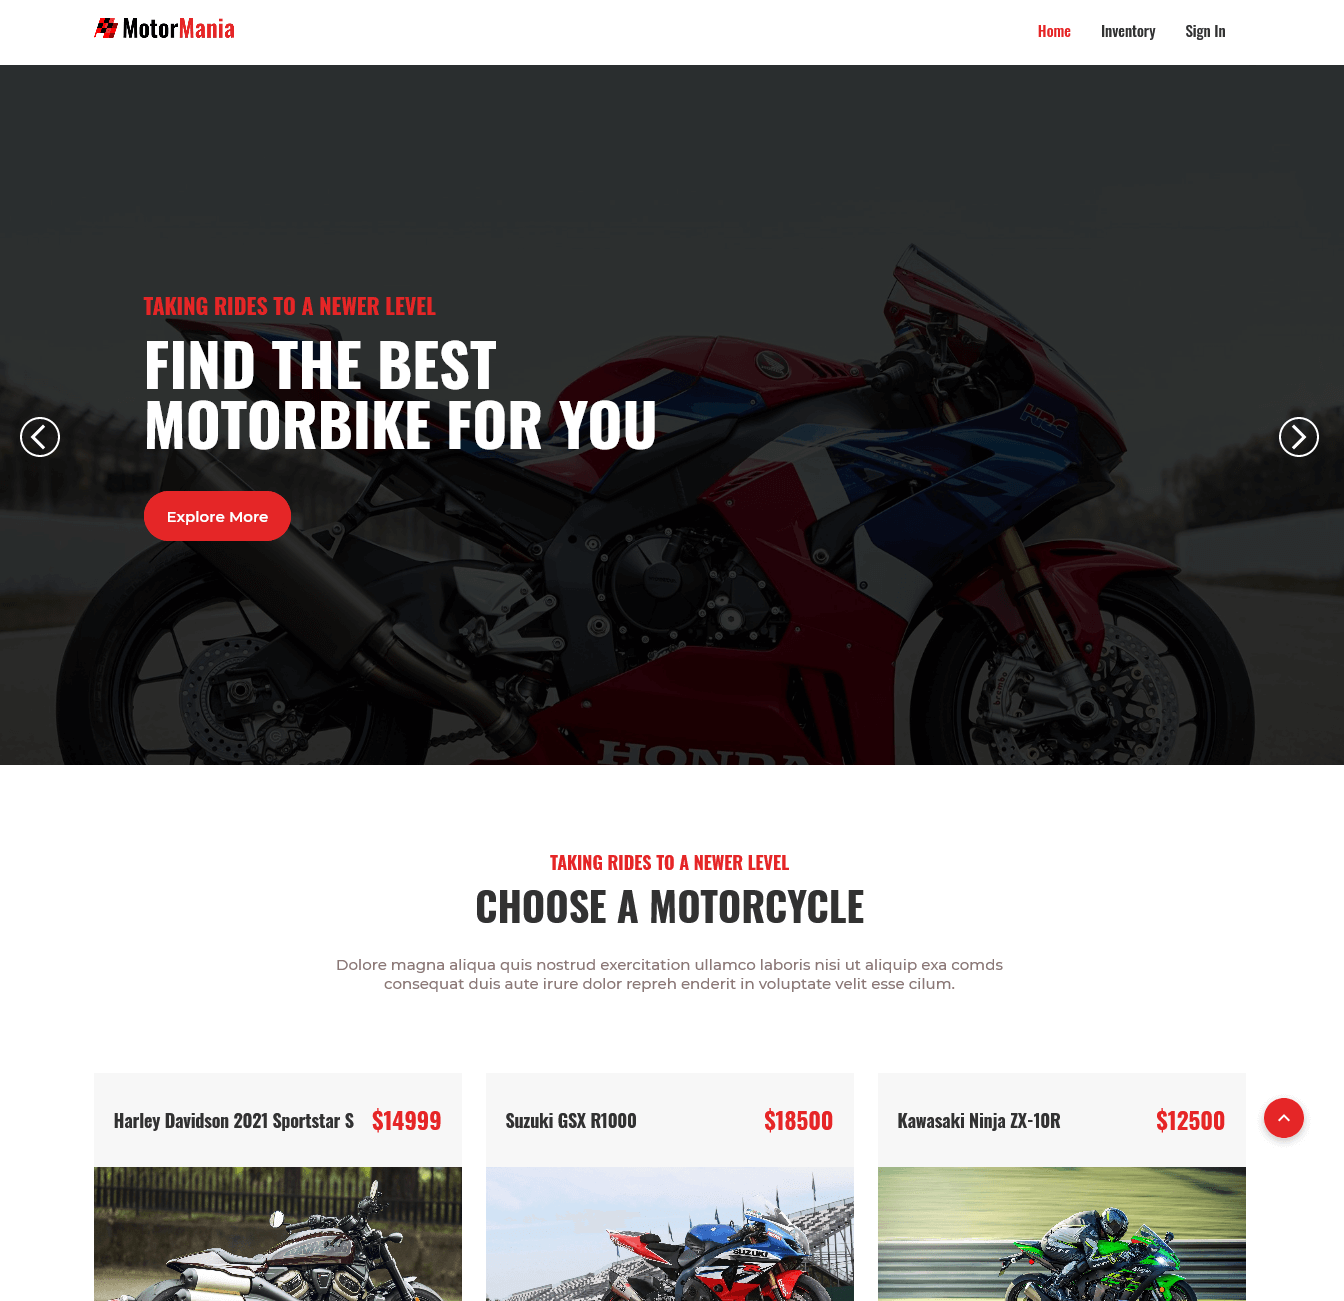 MotorMania
Home
Inventory
Sign In
TAKING RIDES TO A NEWER LEVEL
FIND THE BEST
MOTORBIKE FOR YOU
Explore More
HRC
brembo
HONDA
TAKING RIDES TO A NEWER LEVEL
CHOOSE A MOTORCYCLE
Dolore magna aliqua quis nostrud exercitation ullamco laboris nisi ut aliquip exa comds
consequat duis aute irure dolor repreh enderit in voluptate velit esse cilum.
Harley Davidson 2021 Sportstar S
$14999
Suzuki GSX R1000
$18500
Kawasaki Ninja ZX-10R
$12500
SUZUKI